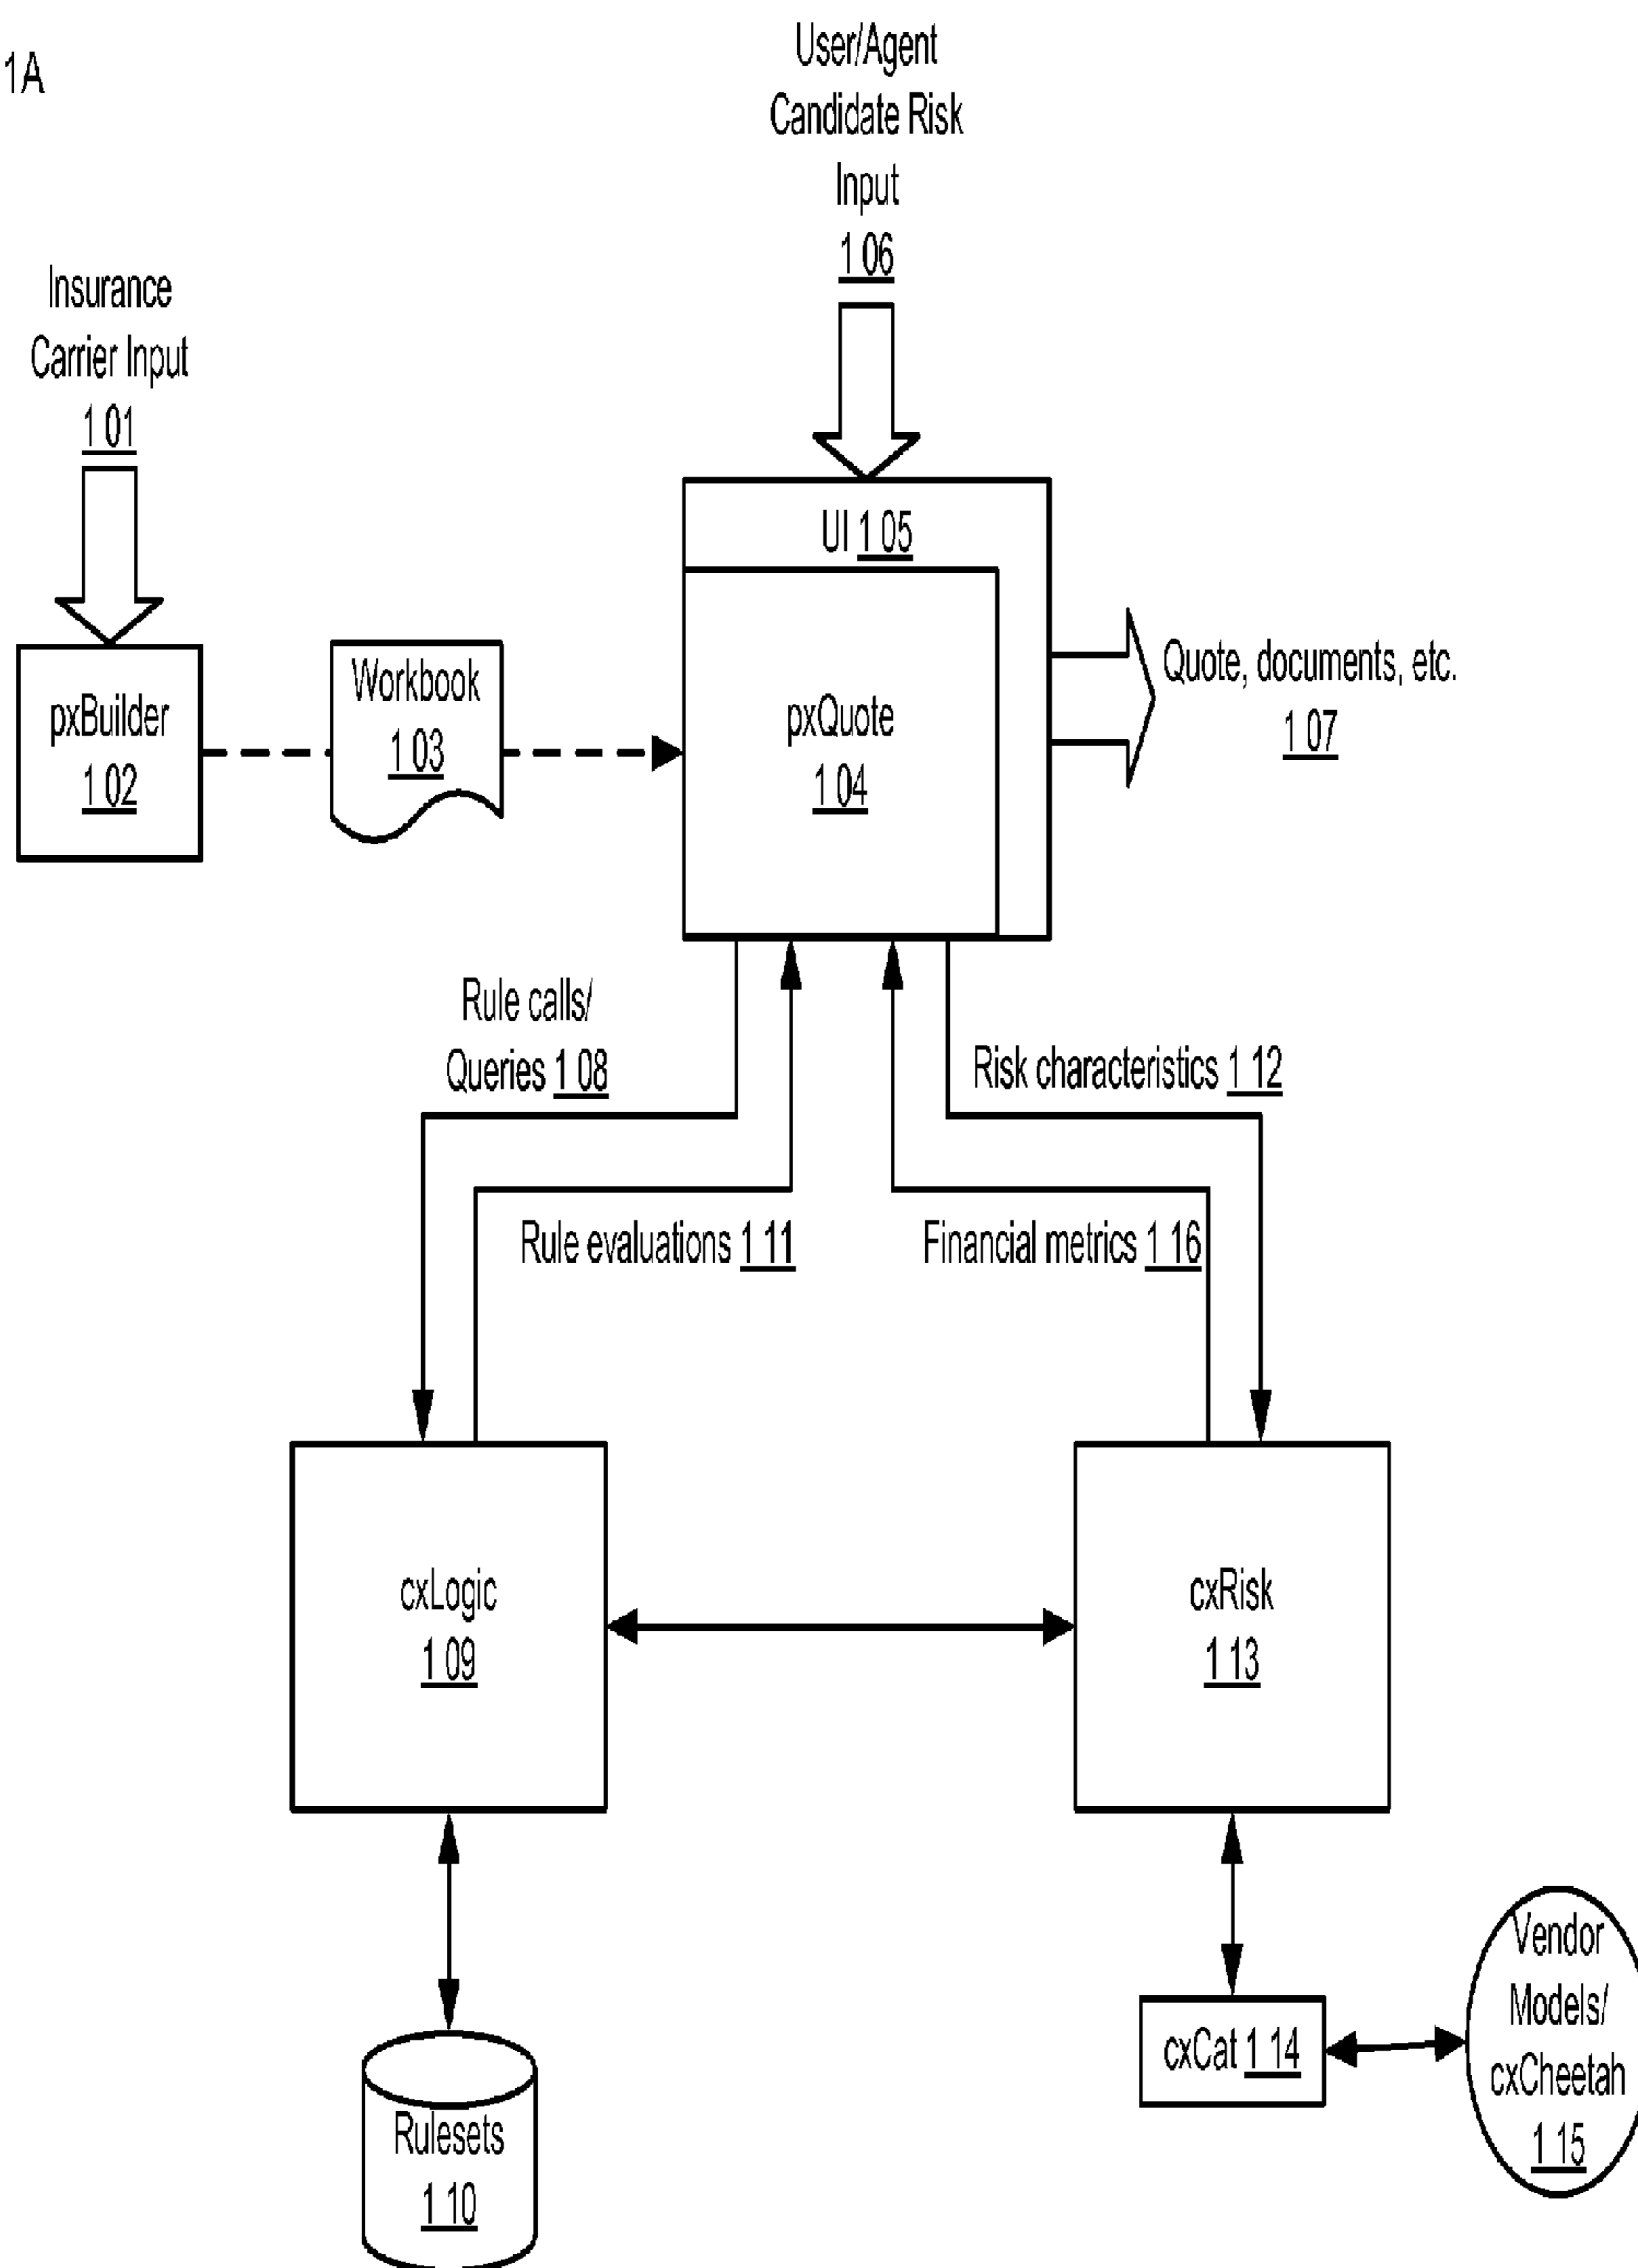 1A
User/Agent
Candidate Risk
Input
106
Insurance
Carrier Input
101
UI 105
pxBuilder
102
Workbook
103
pxQuote
104
Quote, documents, etc.
107
Rule calls/
Queries 108
Risk characteristics 112
Rule evaluations 111
Financial metrics 116
cxLogic
109
cxRisk
113
cxCat 114
Vendor
Models/
cxCheetah
115
Rulesets
110